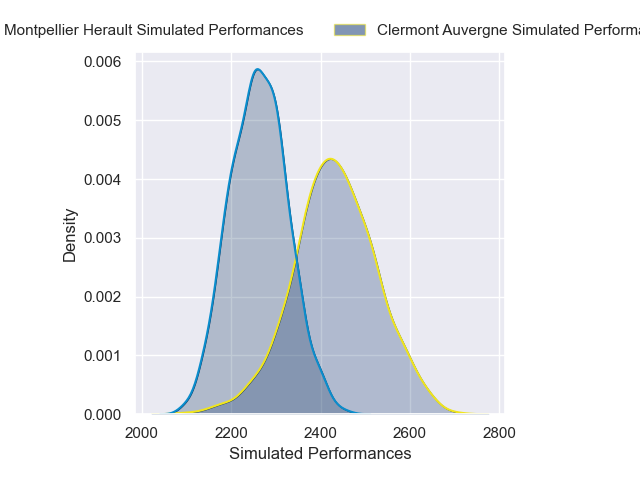 Montpellier Herault Simulated Performances
Clermont Auvergne Simulated
0.006
0.005
0.004
0.003
0.002
0.001
0.000
Density
2000 2200 2400 2600 2800
Simulated Performances